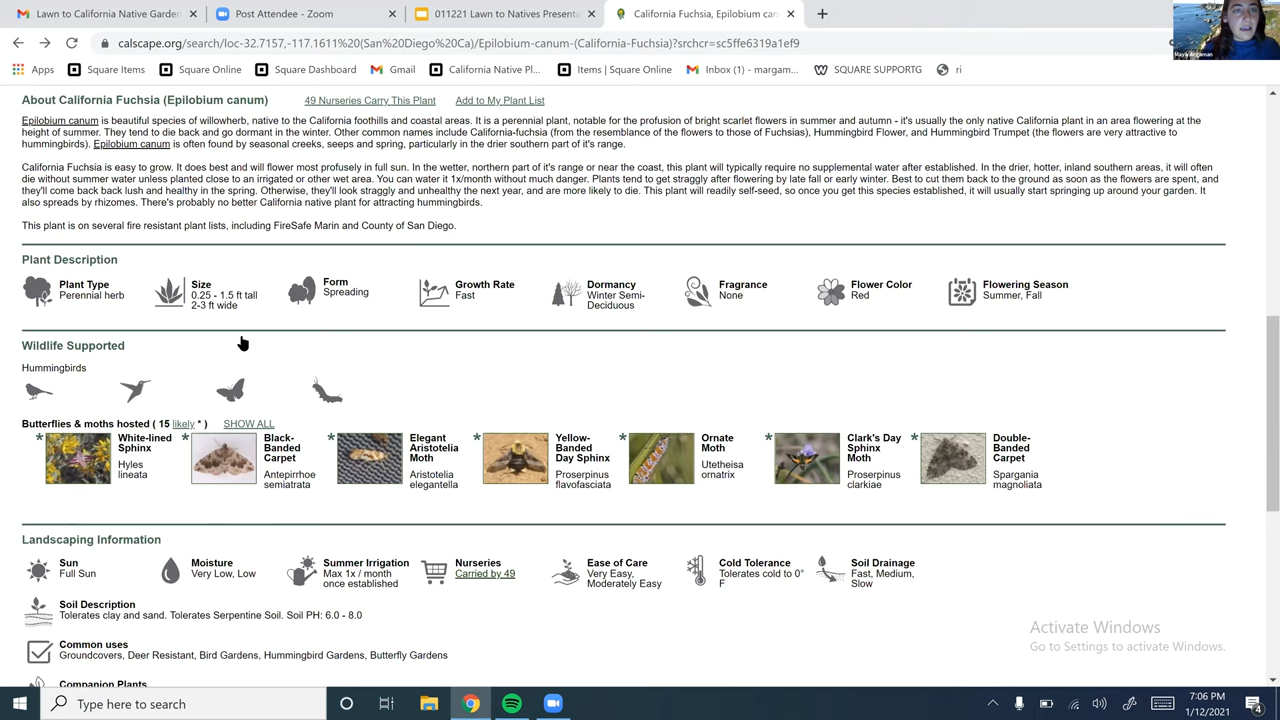 Lawn to California Native Garden
Post Attendee - Zoom
011221 Lawn to Natives Presenta
California Fuchsia, Epilobium can
calscape.org/search/loc-32.7157,-117.1611%20(San%20Diego%20Ca)/Epilobium-canum-(California-Fuchsia)?srchcr=sc5ffe6319a1ef9
Maya Argaman
Apps
Square Items
Square Online
Square Dashboard
Gmail
California Native Pl...
Items | Square Online
Inbox (1) - margam...
SQUARE SUPPORTG
ri
About California Fuchsia (Epilobium canum)
49 Nurseries Carry This Plant
Add to My Plant List
Epilobium canum is beautiful species of willowherb, native to the California foothills and coastal areas. It is a perennial plant, notable for the profusion of bright scarlet flowers in summer and autumn - it's usually the only native California plant in an area flowering at the
height of summer. They tend to die back and go dormant in the winter. Other common names include California-fuchsia (from the resemblance of the flowers to those of Fuchsias), Hummingbird Flower, and Hummingbird Trumpet (the flowers are very attractive to
hummingbirds). Epilobium canum is often found by seasonal creeks, seeps and spring, particularly in the drier southern part of it's range.
California Fuchsia is easy to grow. It does best and will flower most profusely in full sun. In the wetter, northern part of it's range or near the coast, this plant will typically require no supplemental water after established. In the drier, hotter, inland southern areas, it will often
die without summer water unless planted close to an irrigated or other wet area. You can water it 1x/month without much danger. Plants tend to get straggly after flowering by late fall or early winter. Best to cut them back to the ground as soon as the flowers are spent, and
they'll come back back lush and healthy in the spring. Otherwise, they'll look straggly and unhealthy the next year, and are more likely to die. This plant will readily self-seed, so once you get this species established, it will usually start springing up around your garden. It
also spreads by rhizomes. There's probably no better California native plant for attracting hummingbirds.
This plant is on several fire resistant plant lists, including FireSafe Marin and County of San Diego.
Plant Description
Plant Type
Perennial herb
Size
0.25 - 1.5 ft tall
2-3 ft wide
Form
Spreading
Growth Rate
Fast
Dormancy
Winter Semi-
Deciduous
Fragrance
None
Flower Color
Red
Flowering Season
Summer, Fall
Wildlife Supported
Hummingbirds
Butterflies & moths hosted ( 15 likely * )
SHOW ALL
* White-lined
Sphinx
Hyles
lineata
* Black-
Banded
Carpet
Antepirrhoe
semiatrata
* Elegant
Aristotelia
Moth
Aristotelia
elegantella
* Yellow-
Banded
Day Sphinx
Proserpinus
flavofasciata
* Ornate
Moth
Utetheisa
ornatrix
* Clark's Day
Sphinx
Moth
Proserpinus
clarkiae
* Double-
Banded
Carpet
Spargania
magnoliata
Landscaping Information
Sun
Full Sun
Moisture
Very Low, Low
Summer Irrigation
Max 1x / month
once established
Nurseries
Carried by 49
Ease of Care
Very Easy,
Moderately Easy
Cold Tolerance
Tolerates cold to 0°
F
Soil Drainage
Fast, Medium,
Slow
Soil Description
Tolerates clay and sand. Tolerates Serpentine Soil. Soil PH: 6.0 - 8.0
Common uses
Groundcovers, Deer Resistant, Bird Gardens, Hummingbird Gardens, Butterfly Gardens
Companion Plants
Activate Windows
Go to Settings to activate Windows.
Type here to search
7:06 PM
1/12/2021
4